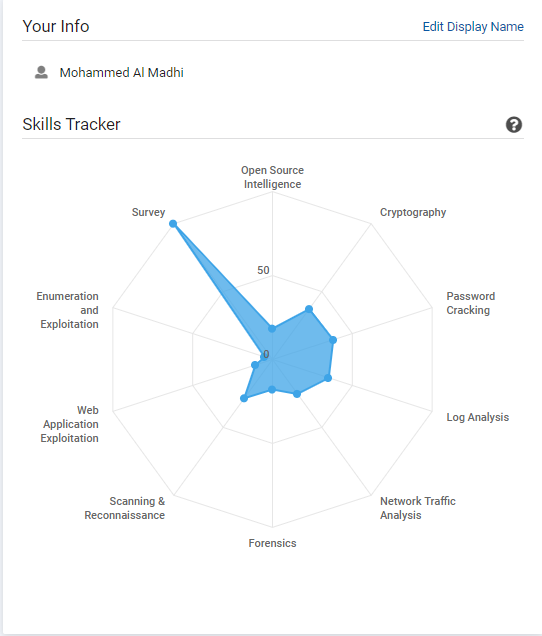 Your Info
Edit Display Name
Mohammed Al Madhi
Skills Tracker
?
Open Source
Intelligence
Survey
Cryptography
50
Enumeration
and
Exploitation
Password
Cracking
0
Web
Application
Exploitation
Log Analysis
Scanning &
Reconnaissance
Network Traffic
Analysis
Forensics